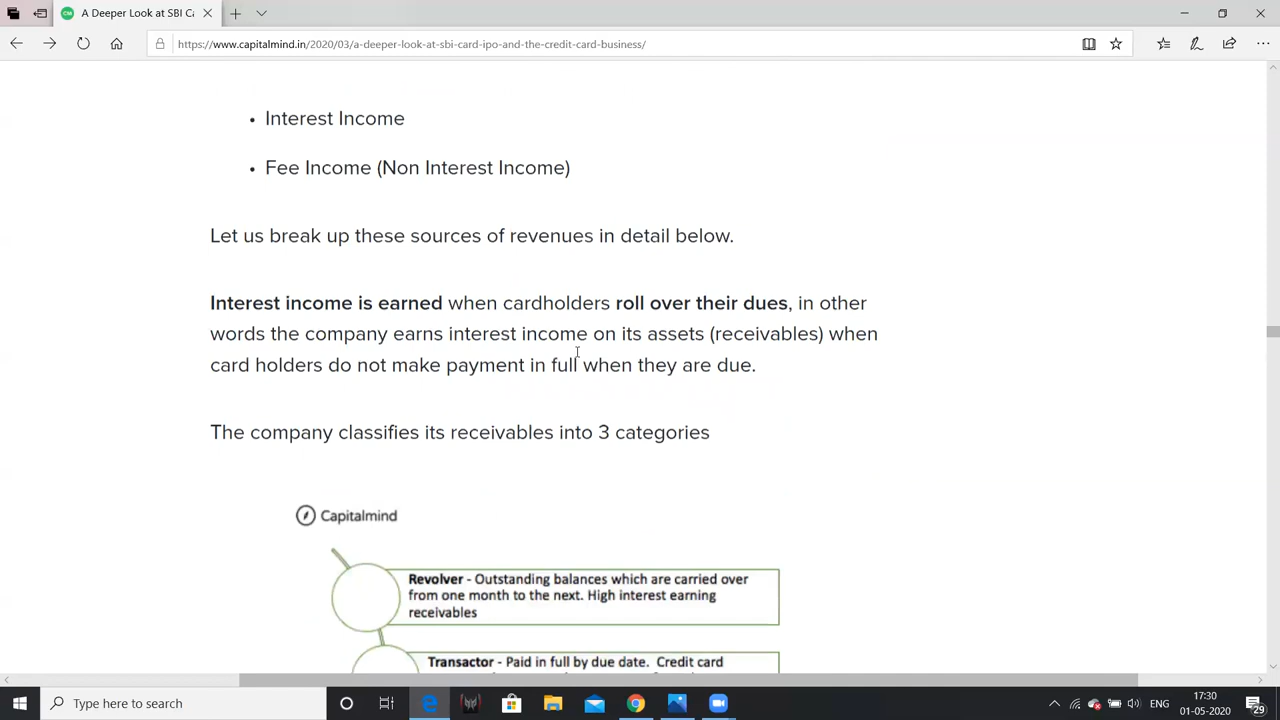 A Deeper Look at SBI Ca
https://www.capitalmind.in/2020/03/a-deeper-look-at-sbi-card-ipo-and-the-credit-card-business/
• Interest Income
• Fee Income (Non Interest Income)
Let us break up these sources of revenues in detail below.
Interest income is earned when cardholders roll over their dues, in other
words the company earns interest income on its assets (receivables) when
card holders do not make payment in full when they are due.
The company classifies its receivables into 3 categories
Capitalmind
Revolver - Outstanding balances which are carried over
from one month to the next. High interest earning
receivables
Transactor - Paid in full by due date. Credit card
Type here to search
ENG
17:30
01-05-2020
29